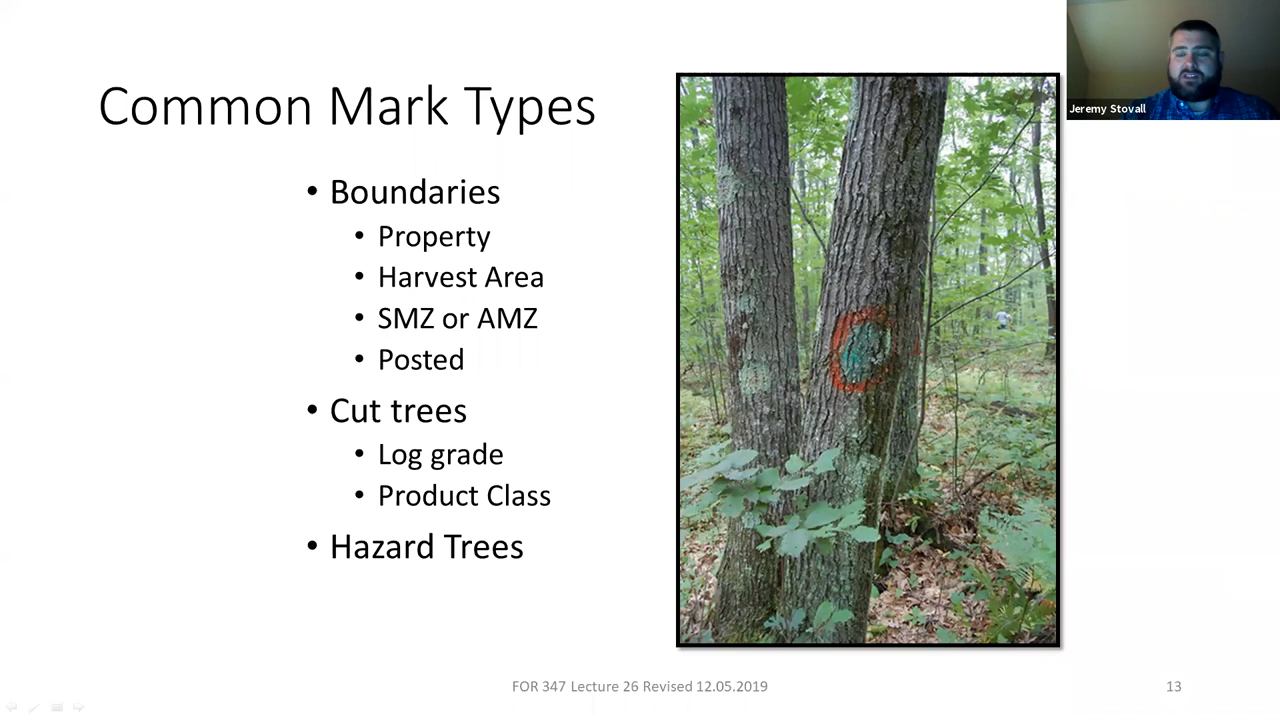 Common Mark Types
• Boundaries
• Property
• Harvest Area
• SMZ or AMZ
• Posted
• Cut trees
• Log grade
• Product Class
• Hazard Trees
Jeremy Stovall
FOR 347 Lecture 26 Revised 12.05.2019
13